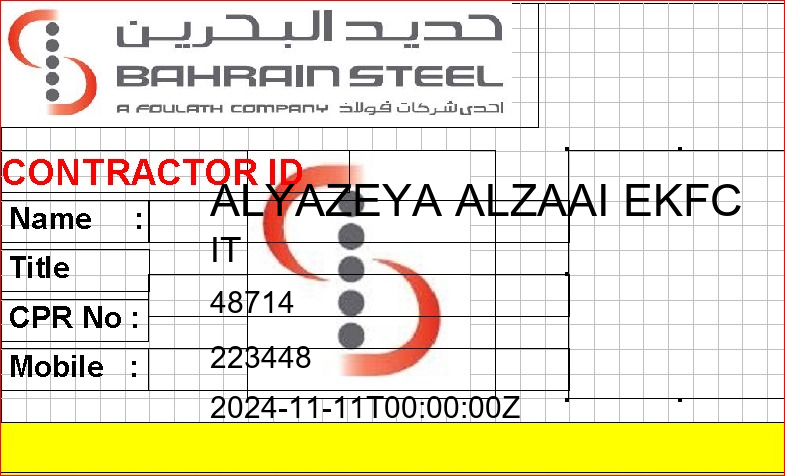 حديد البحرين
BAHRAIN STEEL
A FOULATH COMPANY احدى شركات فولاذ
CONTRACTOR ID
Name : ALYAZEYA ALZAAI EKFC
Title IT
CPR No : 48714
Mobile : 223448
2024-11-11T00:00:00Z